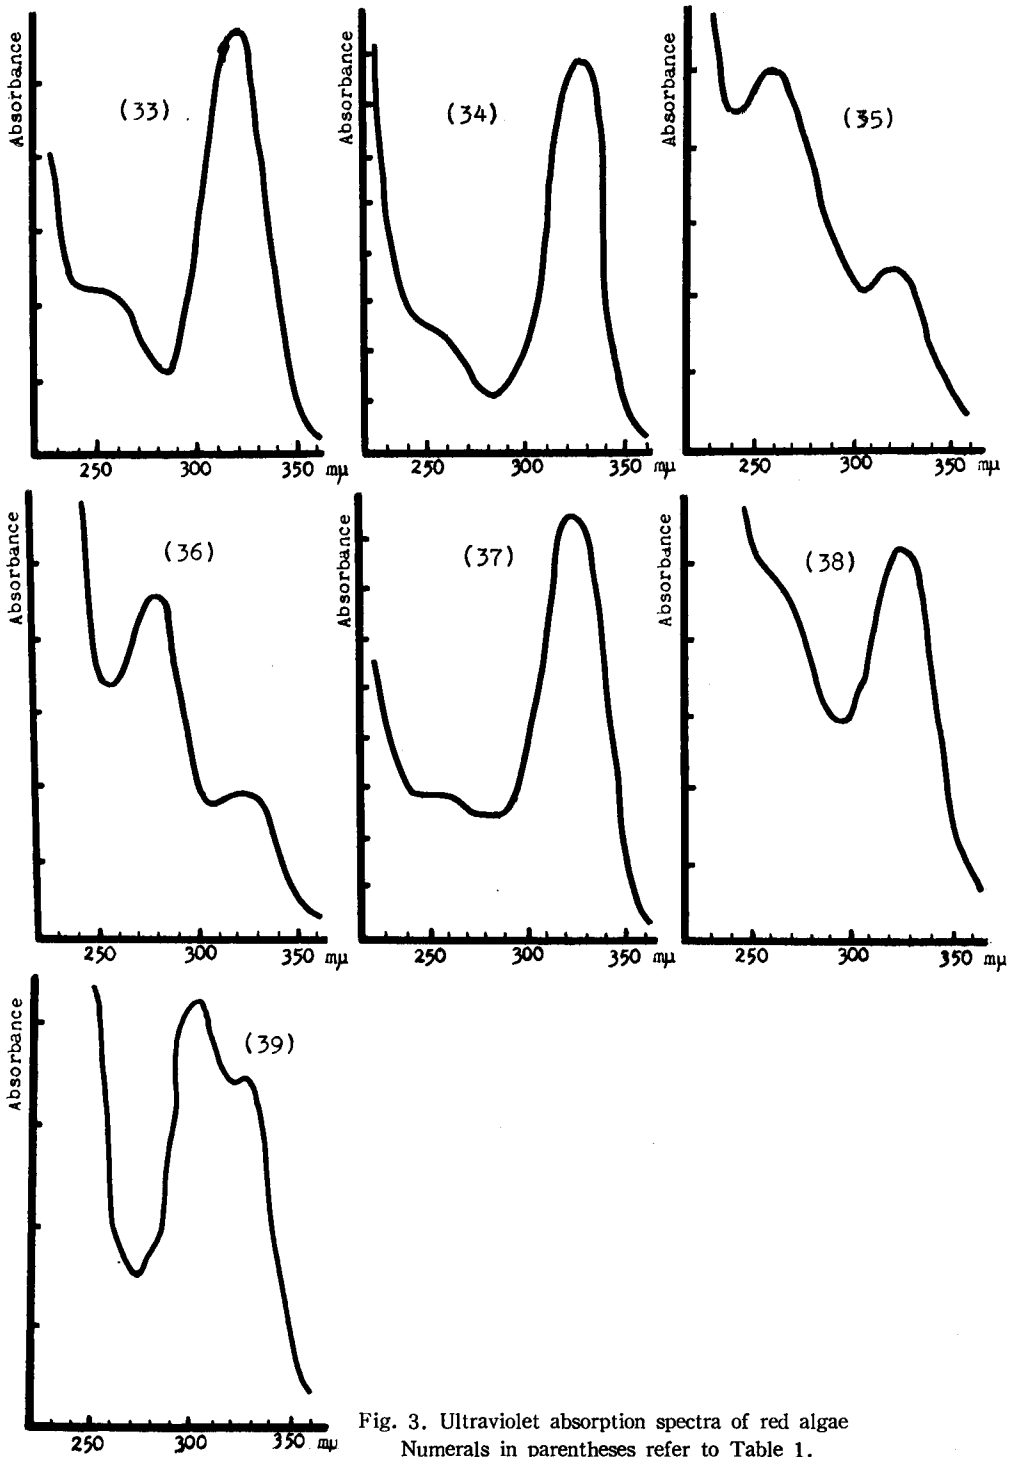 Absorbance
(33)
250 300 350 mμ
Absorbance
(34)
250 300 350 mμ
Absorbance
(35)
250 300 350 mμ
Absorbance
(36)
250 300 350 mμ
Absorbance
(37)
250 300 350 mμ
Absorbance
(38)
250 300 350 mμ
Absorbance
(39)
250 300 350 mμ
Fig. 3. Ultraviolet absorption spectra of red algae
Numerals in parentheses refer to Table 1.